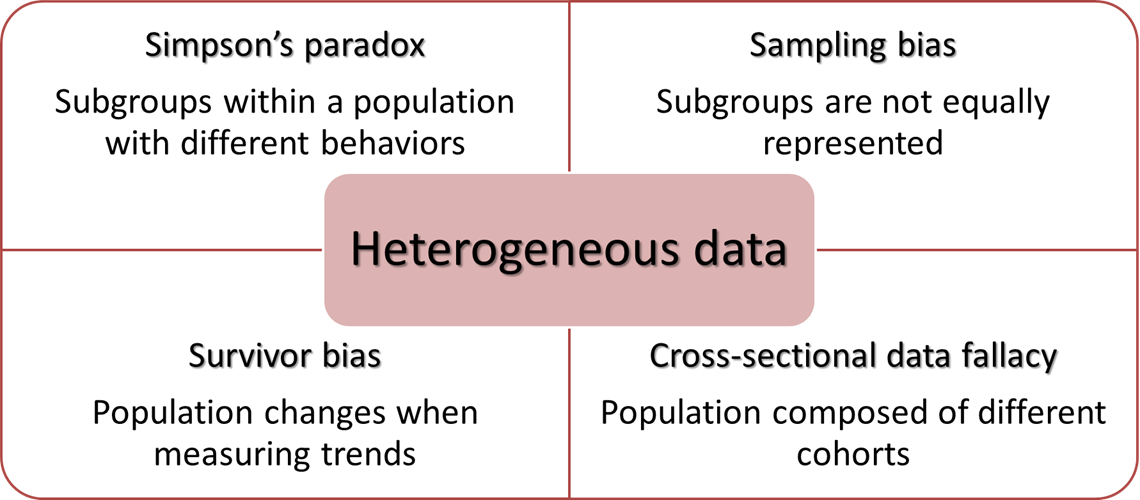 Simpson’s paradox
Subgroups within a population
with different behaviors
Sampling bias
Subgroups are not equally
represented
Heterogeneous data
Survivor bias
Population changes when
measuring trends
Cross-sectional data fallacy
Population composed of different
cohorts